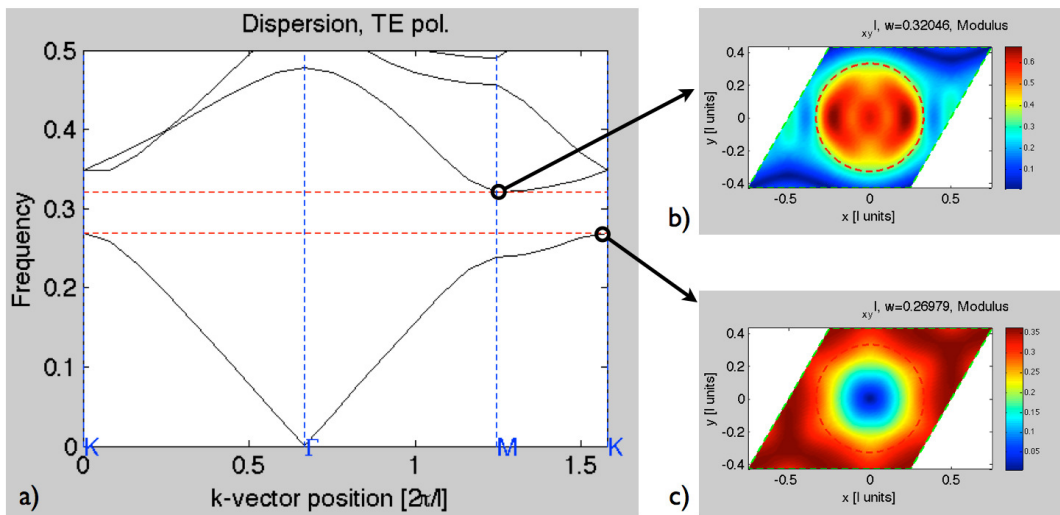 Dispersion, TE pol.
Frequency
0.5
0.4
0.3
0.2
0.1
0
K
Γ
M
K
0
0.5
1
1.5
k-vector position [2π/l]
a)
xyI, w=0.32046, Modulus
y [l units]
0.4
0.2
0
-0.2
-0.4
-0.5
0
0.5
x [l units]
0.6
0.5
0.4
0.3
0.2
0.1
b)
xyI, w=0.26979, Modulus
y [l units]
0.4
0.2
0
-0.2
-0.4
-0.5
0
0.5
x [l units]
0.35
0.3
0.25
0.2
0.15
0.1
0.05
c)